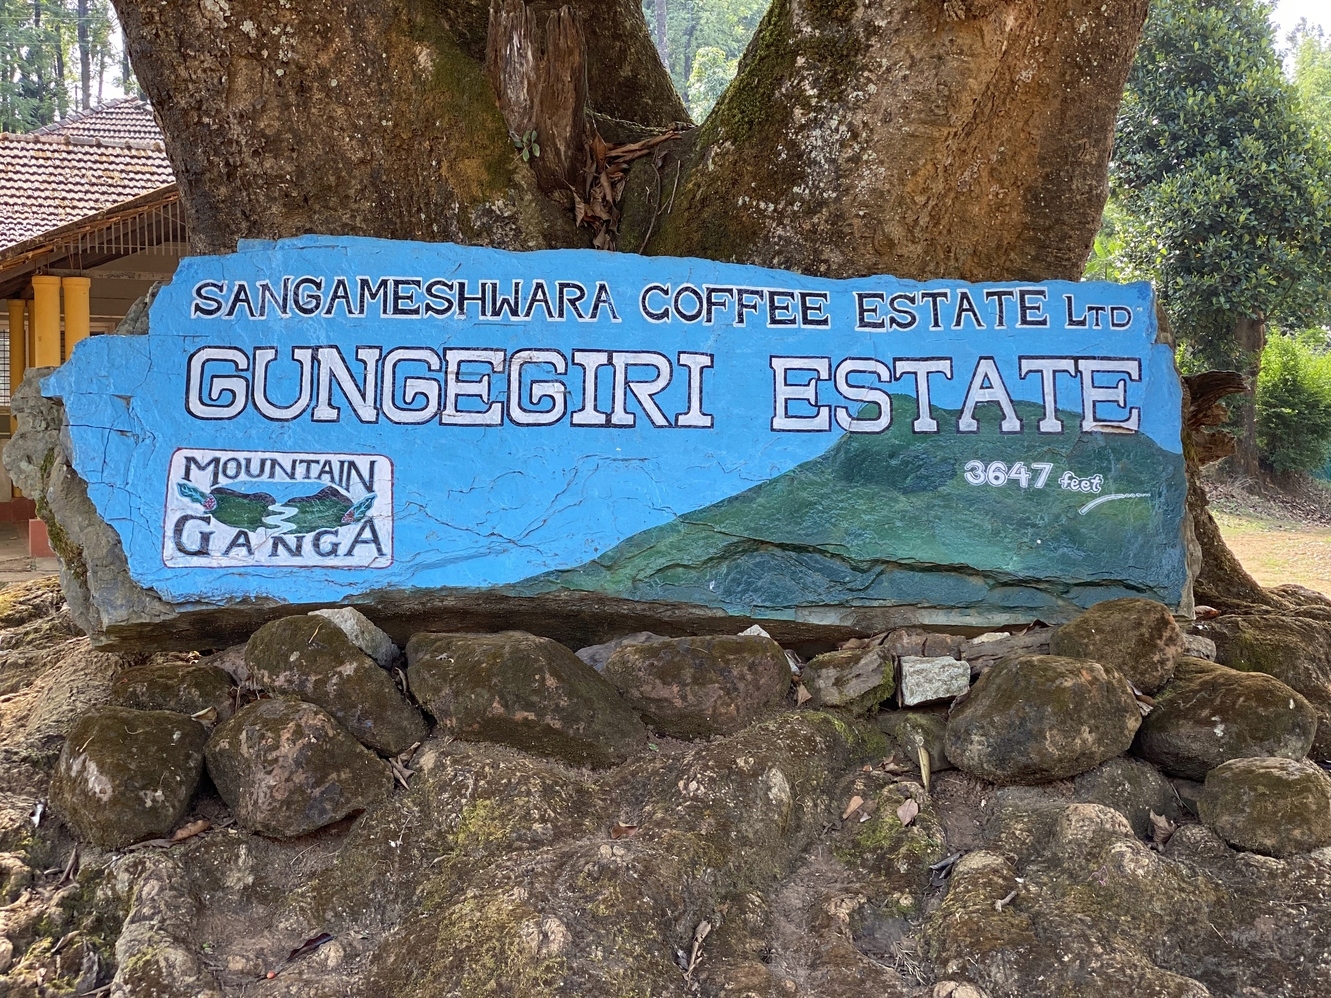 SANGAMESHWARA COFFEE ESTATE LTD
GUNGEGIRI ESTATE
MOUNTAIN
GANGA
3647 feet